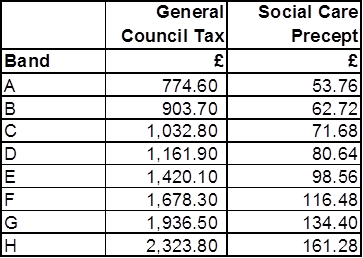 General Social Care
Council Tax Precept
Band £ £
A 774.60 53.76
B 903.70 62.72
C 1,032.80 71.68
D 1,161.90 80.64
E 1,420.10 98.56
F 1,678.30 116.48
G 1,936.50 134.40
H 2,323.80 161.28